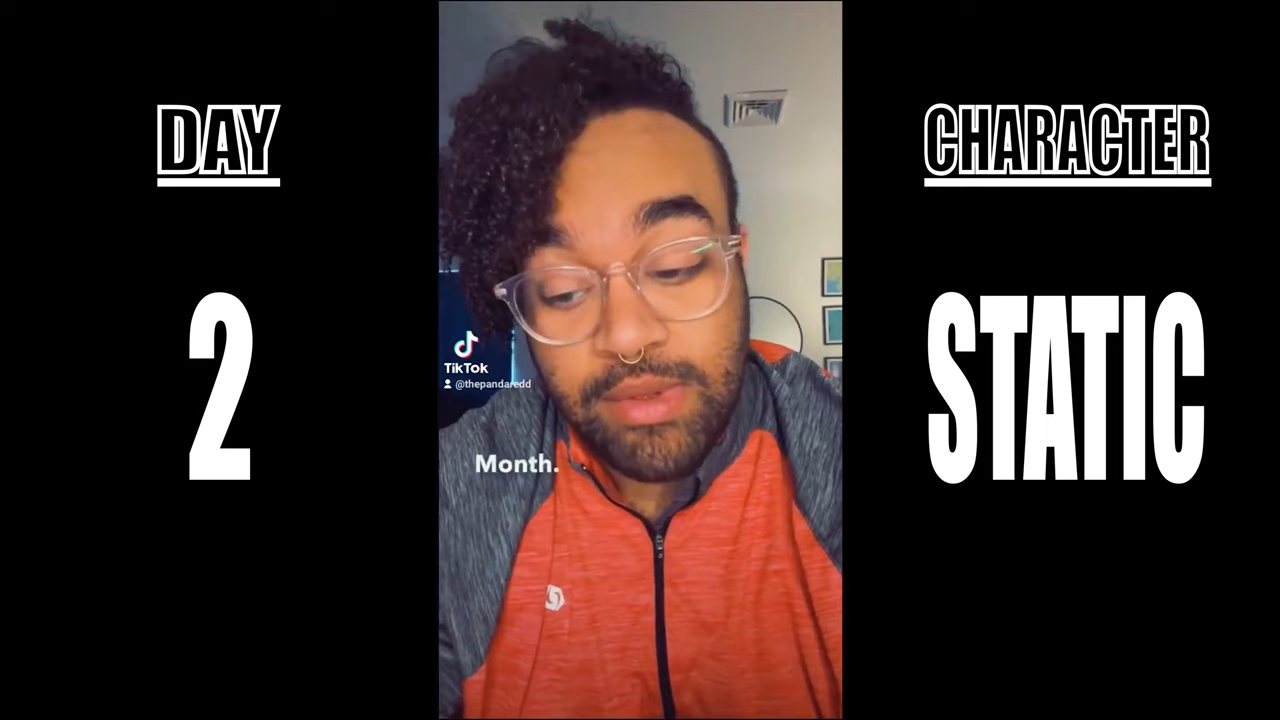 DAY
2
TikTok
@thepandaredd
Month.
CHARACTER
STATIC